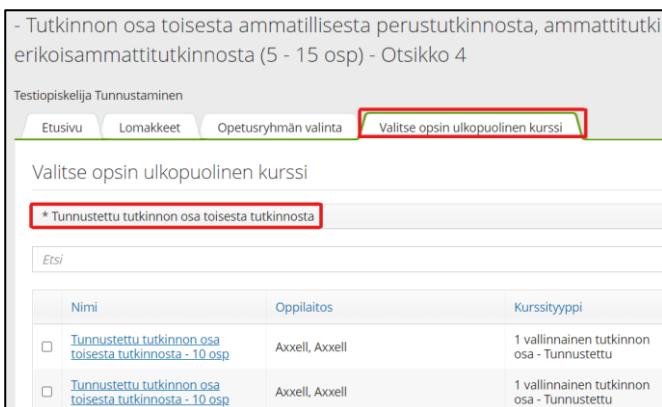 - Tutkinnon osa toisesta ammatillisesta perustutkinnosta, ammattitutki
erikoisammattitutkinnosta (5 - 15 osp) - Otsikko 4
Testiopiskelija Tunnustaminen
Etusivu Lomakkeet Opetusryhmän valinta Valitse opsin ulkopuolinen kurssi
Valitse opsin ulkopuolinen kurssi
* Tunnustettu tutkinnon osa toisesta tutkinnosta
Etsi
Nimi Oppilaitos Kurssityyppi
Tunnustettu tutkinnon osa Axxell, Axxell 1 vallinnainen tutkinnon
toisesta tutkinnosta - 10 osp osa - Tunnustettu
Tunnustettu tutkinnon osa Axxell, Axxell 1 vallinnainen tutkinnon
toisesta tutkinnosta - 10 osp osa - Tunnustettu